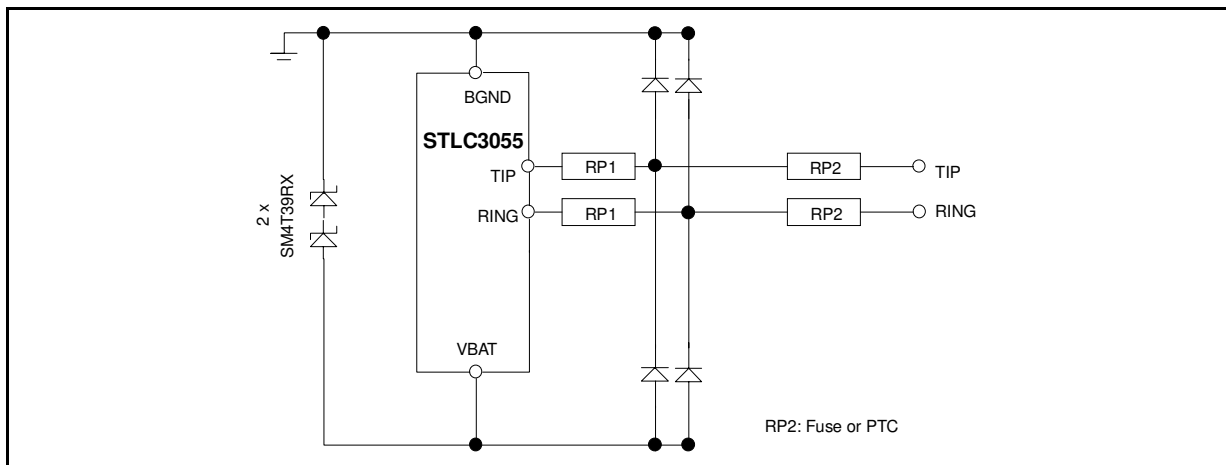 BGND
STLC3055
TIP
RP1
RP2
TIP
RING
RP1
RP2
RING
2 x
SM4T39RX
VBAT
RP2: Fuse or PTC